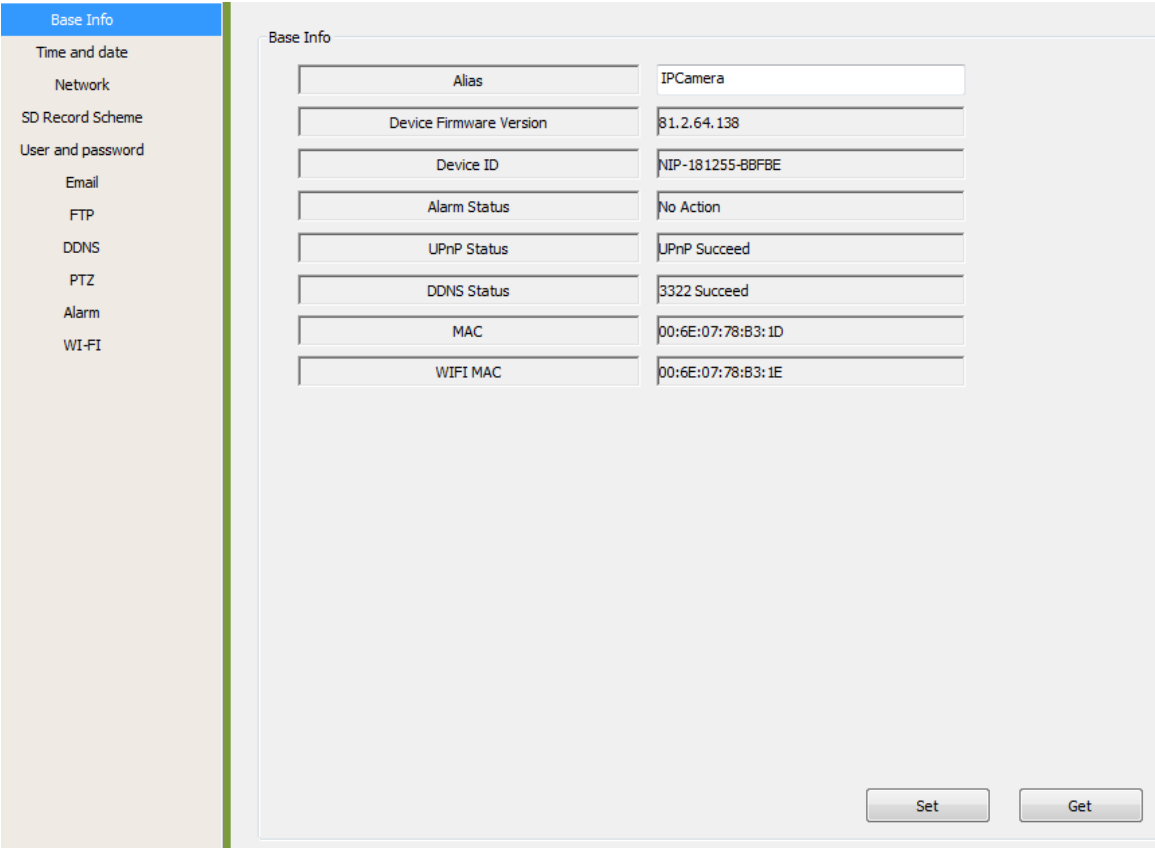 Base Info
Time and date
Network
SD Record Scheme
User and password
Email
FTP
DDNS
PTZ
Alarm
WI-FI
Base Info
Alias IPCamera
Device Firmware Version 81.2.64.138
Device ID NIP-181255-BBFBE
Alarm Status No Action
UPnP Status UPnP Succeed
DDNS Status 3322 Succeed
MAC 00:6E:07:78:B3:1D
WIFI MAC 00:6E:07:78:B3:1E
Set Get